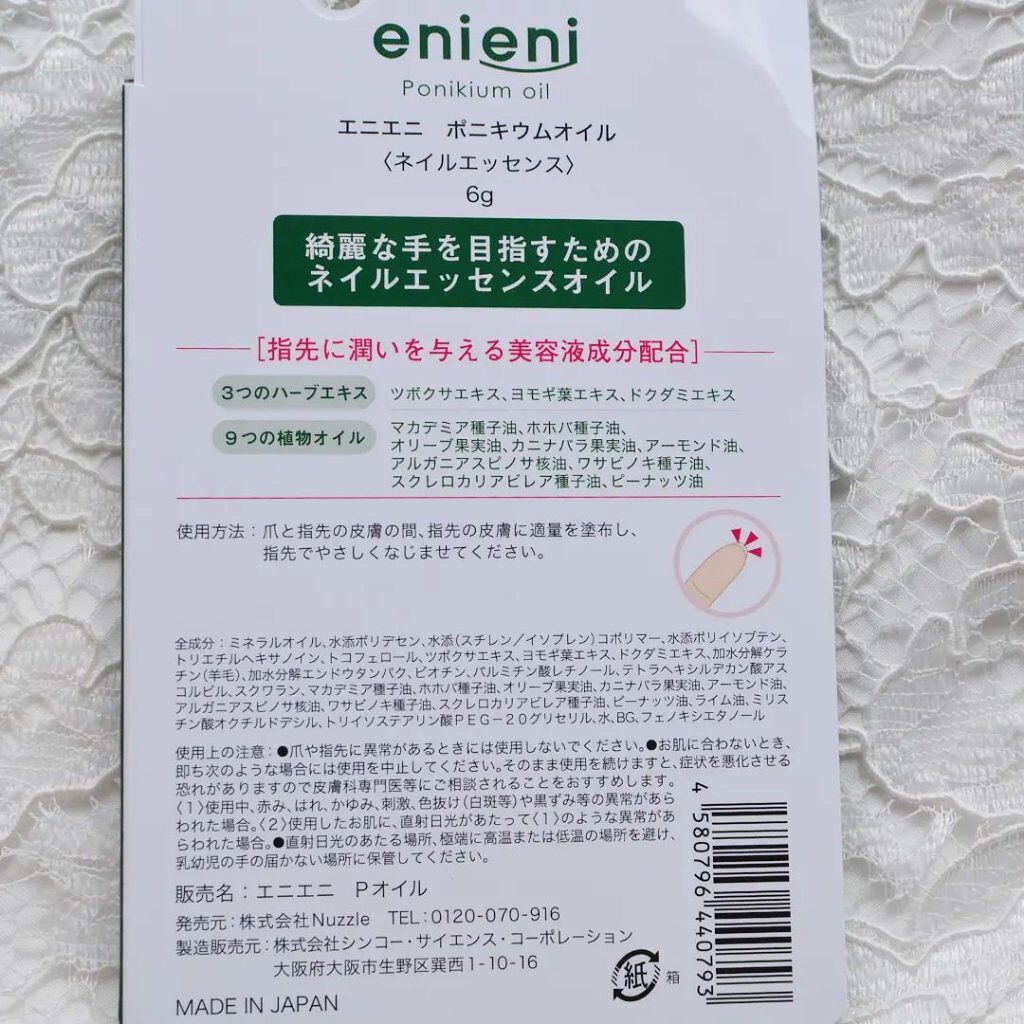 enieni
Ponikium oil
エニエニ ポニキウムオイル
〈ネイルエッセンス〉
6g
綺麗な手を目指すための
ネイルエッセンスオイル
[指先に潤いを与える美容液成分配合]
3つのハーブエキス ツボクサエキス、ヨモギ葉エキス、ドクダミエキス
9つの植物オイル マカデミア種子油、ホホバ種子油、
オリーブ果実油、カニナバラ果実油、アーモンド油、
アルガニアスピノサ核油、ワサビノキ種子油、
スクレロカリアビレア種子油、ピーナッツ油
使用方法：爪と指先の皮膚の間、指先の皮膚に適量を塗布し、
指先でやさしくなじませてください。
全成分：ミネラルオイル、水添ポリデセン、水添(スチレン/イソプレン)コポリマー、水添ポリイソブテン、
トリエチルヘキサノイン、トコフェロール、ツボクサエキス、ヨモギ葉エキス、ドクダミエキス、加水分解ケラ
チン(羊毛)、加水分解エンドウタンパク、ビオチン、パルミチン酸レチノール、テトラヘキシルデカン酸アス
コルビル、スクワラン、マカデミア種子油、ホホバ種子油、オリーブ果実油、カニナバラ果実油、アーモンド油、
アルガニアスピノサ核油、ワサビノキ種子油、スクレロカリアビレア種子油、ピーナッツ油、ライム油、ミリス
チン酸オクチルドデシル、トリイソステアリン酸PEG-20グリセリル、水、BG、フェノキシエタノール
使用上の注意：●爪や指先に異常があるときには使用しないでください。●お肌に合わないとき、
即ち次のような場合には使用を中止してください。そのまま使用を続けますと、症状を悪化させる
恐れがありますので皮膚科専門医等にご相談されることをおすすめします。
〈1〉使用中、赤み、はれ、かゆみ、刺激、色抜け(白斑等)や黒ずみ等の異常があら
われた場合。〈2〉使用したお肌に、直射日光があたって〈1〉のような異常があ
らわれた場合。●直射日光のあたる場所、極端に高温または低温の場所を避け、
乳幼児の手の届かない場所に保管してください。
販売名：エニエニ Pオイル
発売元：株式会社Nuzzle TEL：0120-070-916
製造販売元：株式会社シンコー・サイエンス・コーポレーション
大阪府大阪市生野区巽西1-10-16
MADE IN JAPAN
紙 箱
4 580796 440793